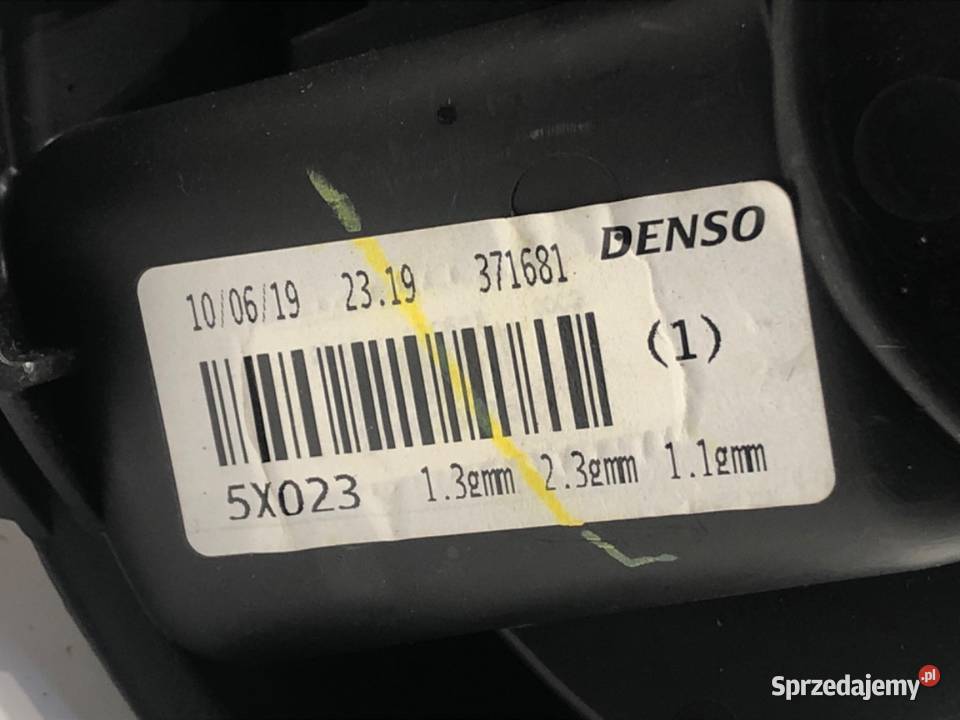 10/06/19 23.19 371681 DENSO
(1)
5X023 1.3gmm 2.3gmm 1.1gmm
Sprzedajemy.pl